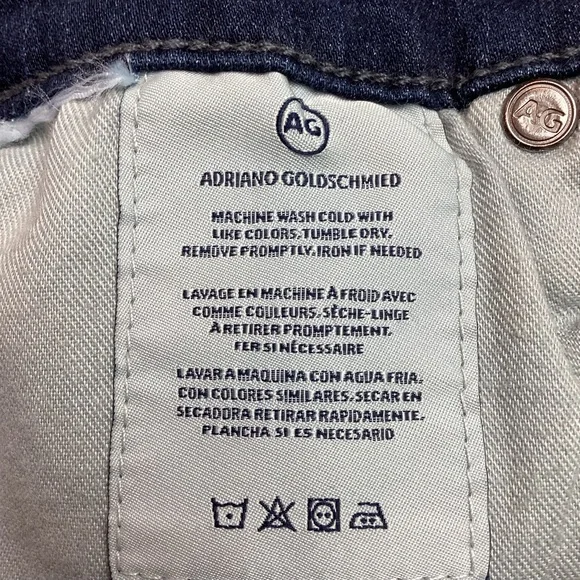 AG
AG
ADRIANO GOLDSCHMIED
MACHINE WASH COLD WITH
LIKE COLORS. TUMBLE DRY.
REMOVE PROMPTLY. IRON IF NEEDED
LAVAGE EN MACHINE À FROID AVEC
COMME COULEURS. SÈCHE-LINGE
À RETIRER PROMPTEMENT.
FER SI NÉCESSAIRE
LAVAR A MAQUINA CON AGUA FRIA.
CON COLORES SIMILARES. SECAR EN
SECADORA RETIRAR RAPIDAMENTE.
PLANCHA SI ES NECESARIO